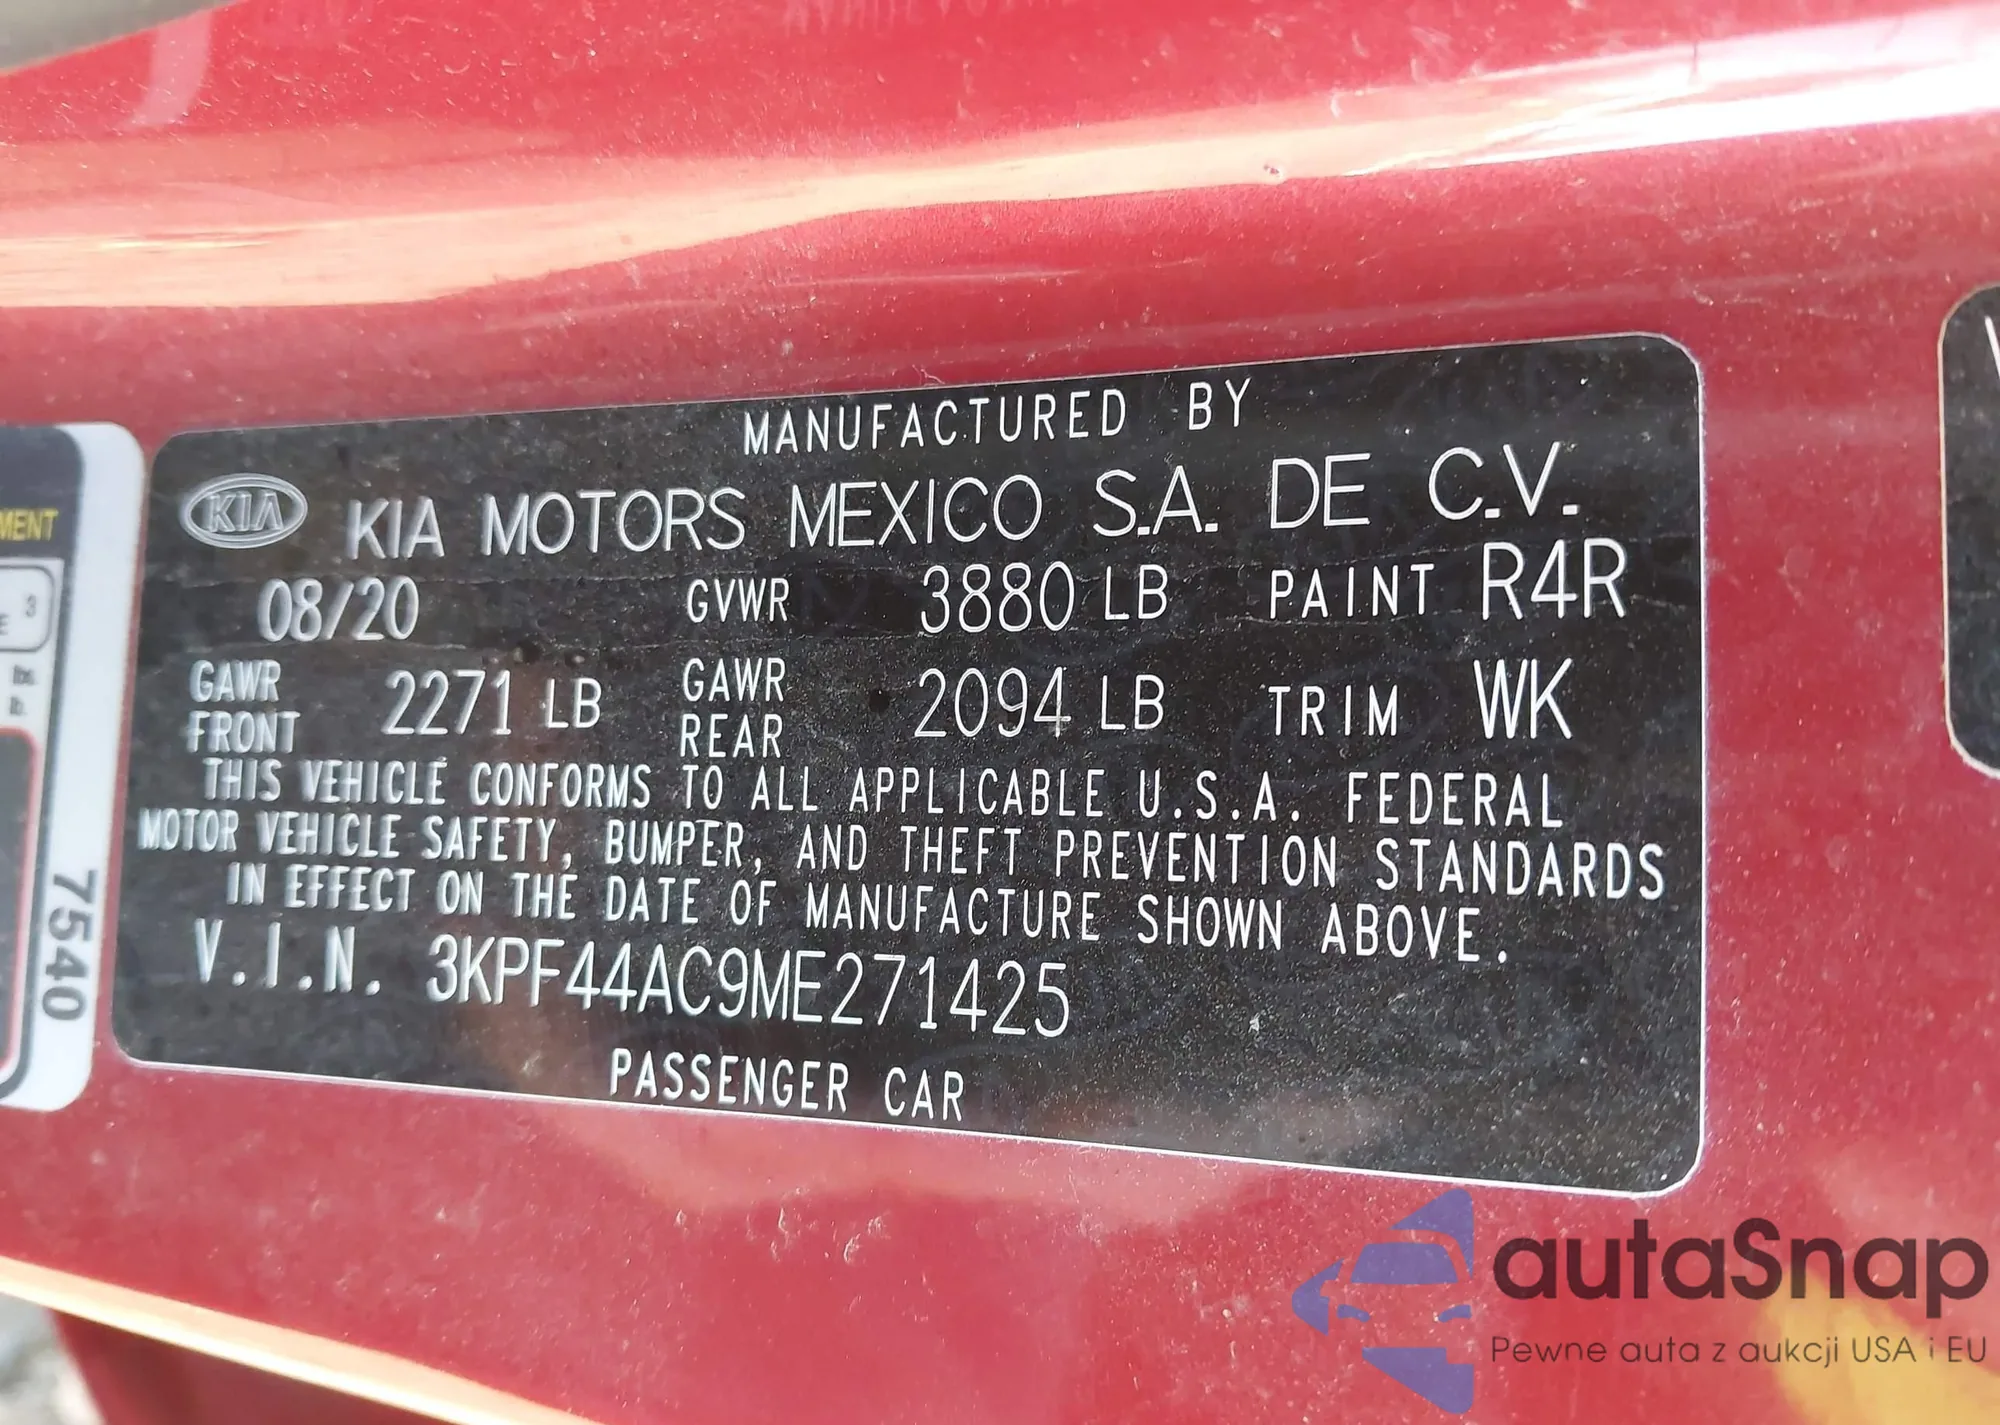 MANUFACTURED BY
KIA KIA MOTORS MEXICO S.A. DE C.V.
08/20 GVWR 3880 LB PAINT R4R
GAWR FRONT 2271 LB GAWR REAR 2094 LB TRIM WK
THIS VEHICLE CONFORMS TO ALL APPLICABLE U.S.A. FEDERAL
MOTOR VEHICLE SAFETY, BUMPER, AND THEFT PREVENTION STANDARDS
IN EFFECT ON THE DATE OF MANUFACTURE SHOWN ABOVE.
V.I.N. 3KPF44AC9ME271425
PASSENGER CAR
MENT
3
E
7540
autaSnap
Pewne auta z aukcji USA i EU